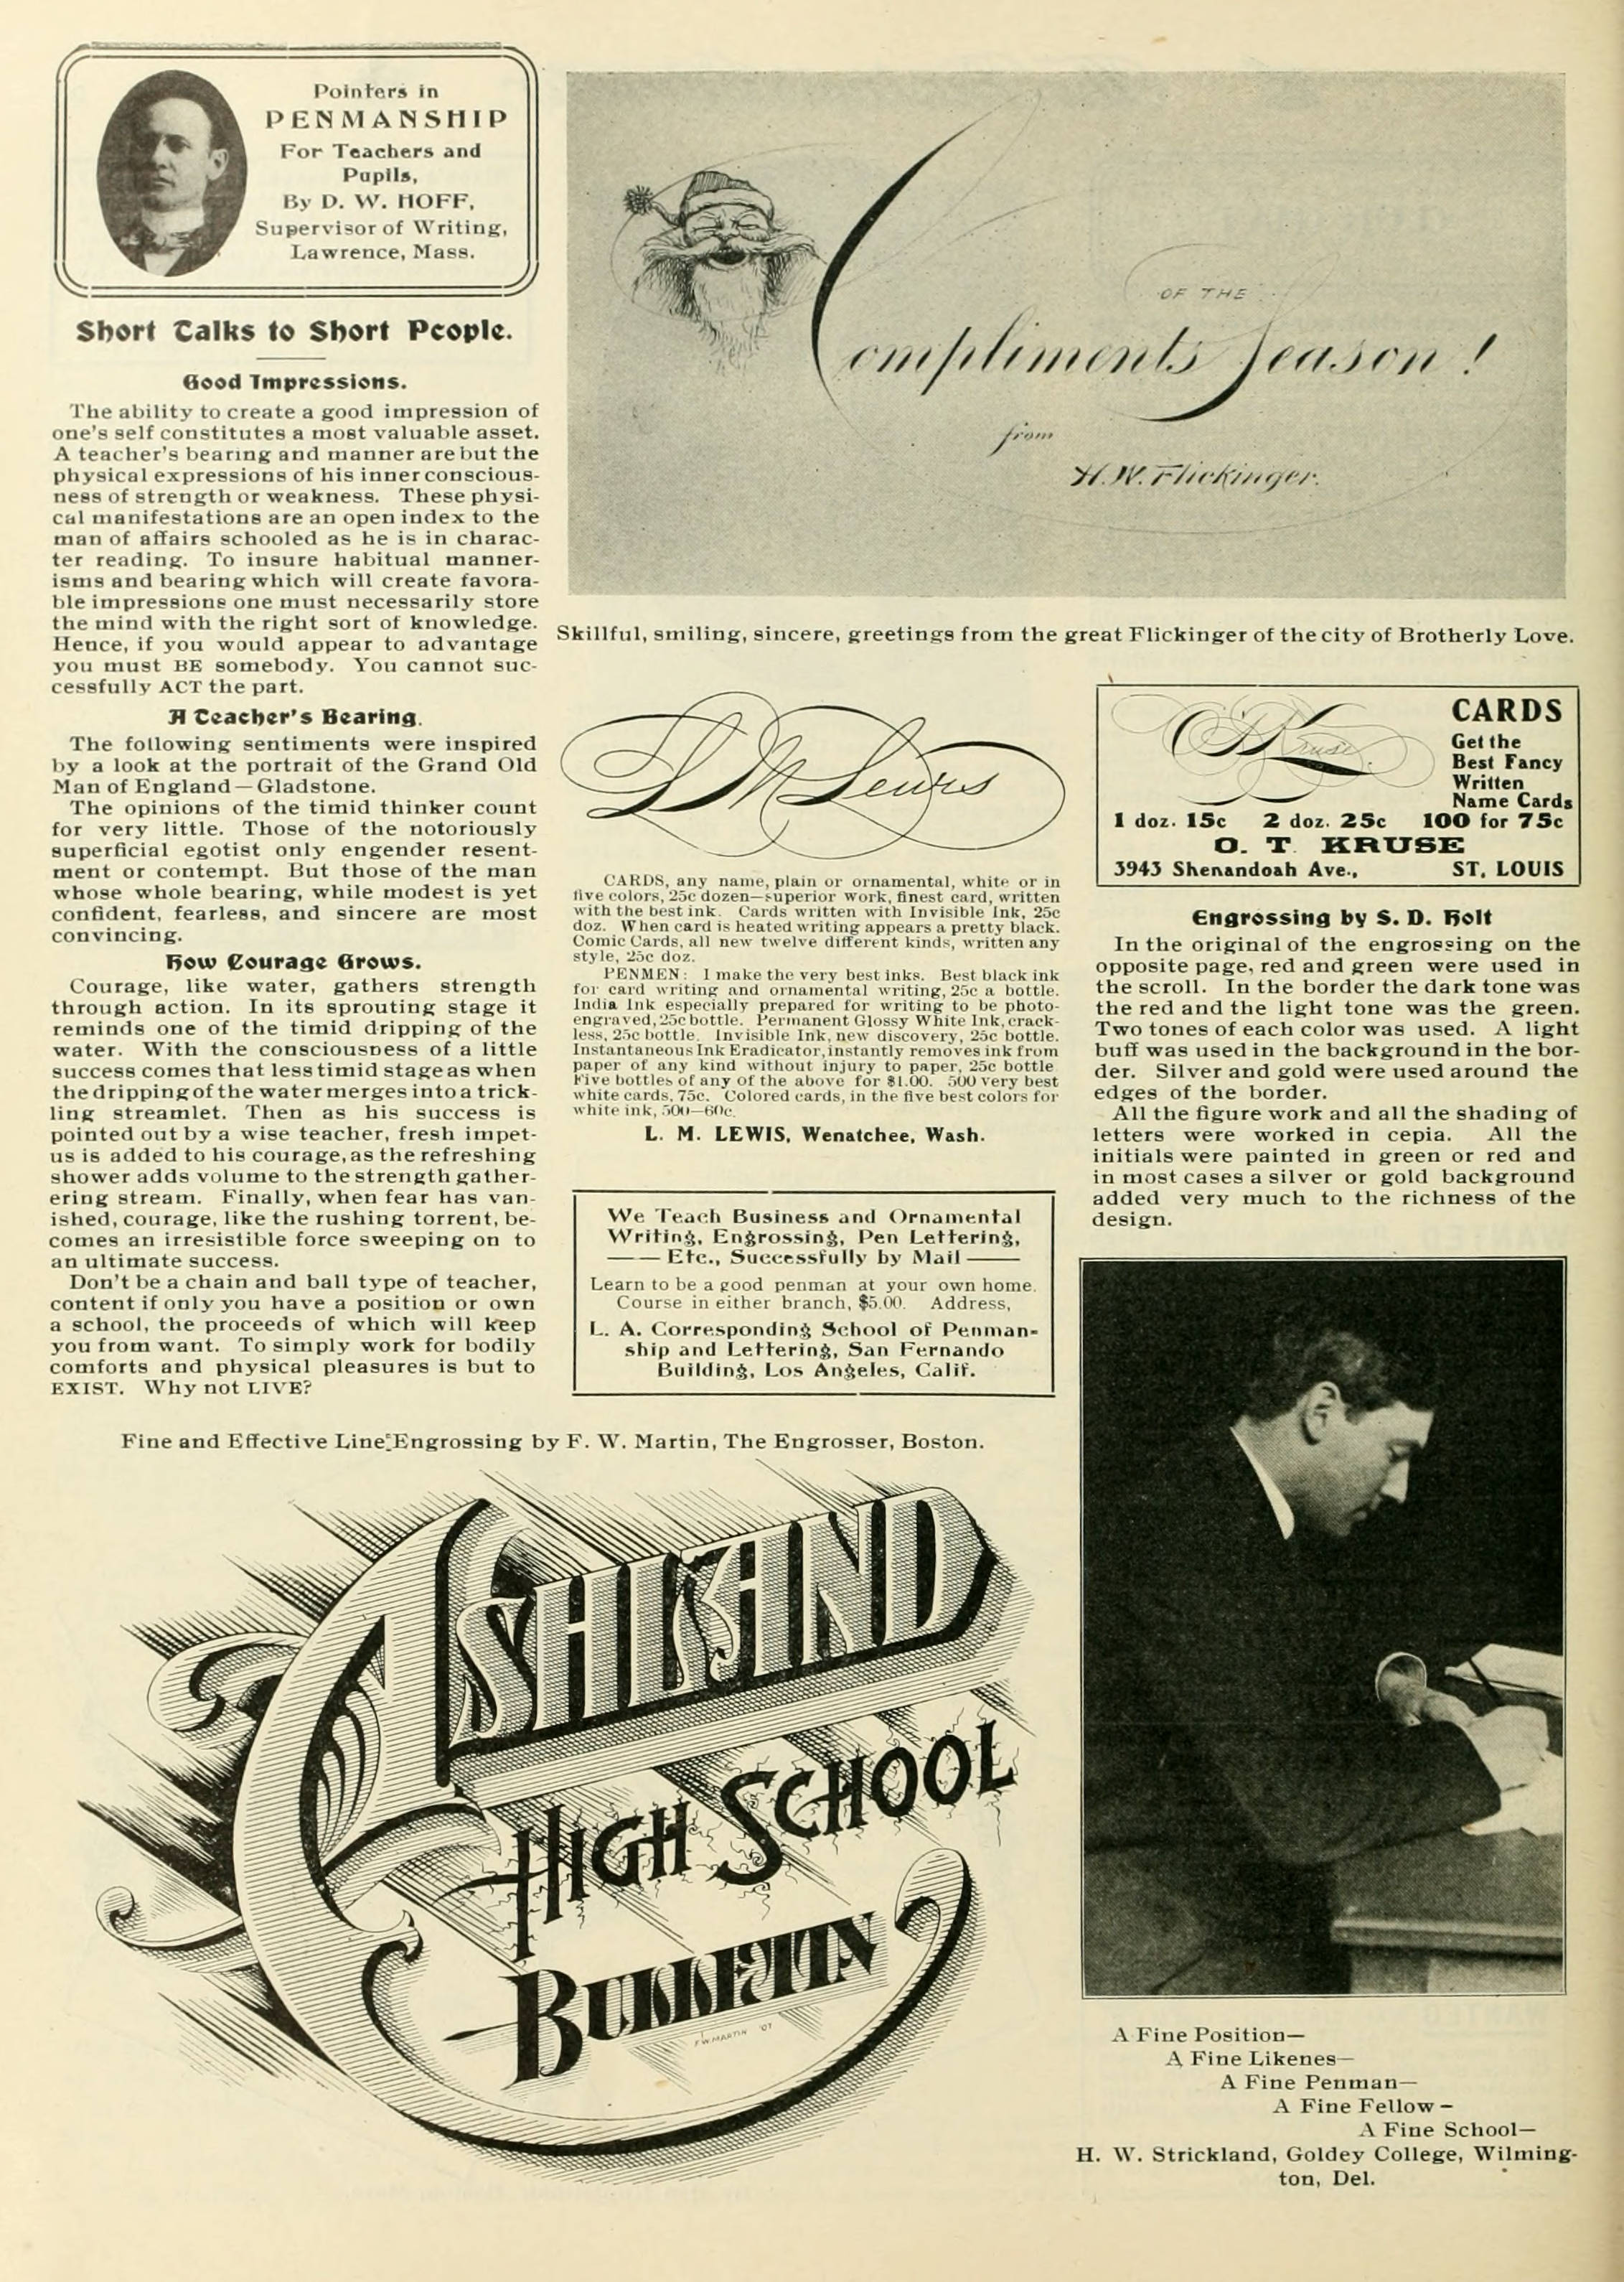 Pointers in
PENMANSHIP
For Teachers and
Pupils,
By D. W. HOFF,
Supervisor of Writing,
Lawrence, Mass.
Short Talks to Short People.
Good Impressions.
The ability to create a good impression of
one's self constitutes a most valuable asset.
A teacher's bearing and manner are but the
physical expressions of his inner conscious-
ness of strength or weakness. These physi-
cal manifestations are an open index to the
man of affairs schooled as he is in charac-
ter reading. To insure habitual manner-
isms and bearing which will create favora-
ble impressions one must necessarily store
the mind with the right sort of knowledge.
Hence, if you would appear to advantage
you must BE somebody. You cannot suc-
cessfully ACT the part.
A Teacher's Bearing.
The following sentiments were inspired
by a look at the portrait of the Grand Old
Man of England—Gladstone.
The opinions of the timid thinker count
for very little. Those of the notoriously
superficial egotist only engender resent-
ment or contempt. But those of the man
whose whole bearing, while modest is yet
confident, fearless, and sincere are most
convincing.
How Courage Grows.
Courage, like water, gathers strength
through action. In its sprouting stage it
reminds one of the timid dripping of the
water. With the consciousness of a little
success comes that less timid stage as when
the dripping of the water merges into a trick-
ling streamlet. Then as his success is
pointed out by a wise teacher, fresh impet-
us is added to his courage, as the refreshing
shower adds volume to the strength gather-
ering stream. Finally, when fear has van-
ished, courage, like the rushing torrent, be-
comes an irresistible force sweeping on to
an ultimate success.
Don't be a chain and ball type of teacher,
content if only you have a position or own
a school, the proceeds of which will keep
you from want. To simply work for bodily
comforts and physical pleasures is but to
EXIST. Why not LIVE?
Compliments OF THE Season!
from
H. W. Flickinger.
Skillful, smiling, sincere, greetings from the great Flickinger of the city of Brotherly Love.
L M Lewis
CARDS, any name, plain or ornamental, white or in
five colors, 25c dozen—superior work, finest card, written
with the best ink. Cards written with Invisible Ink, 25c
doz. When card is heated writing appears a pretty black.
Comic Cards, all new twelve different kinds, written any
style, 25c doz.
PENMEN: I make the very best inks. Best black ink
for card writing and ornamental writing, 25c a bottle.
India Ink especially prepared for writing to be photo-
engraved, 25c bottle. Permanent Glossy White Ink, crack-
less, 25c bottle. Invisible Ink, new discovery, 25c bottle.
Instantaneous Ink Eradicator, instantly removes ink from
paper of any kind without injury to paper, 25c bottle
Five bottles of any of the above for $1.00. 500 very best
white cards, 75c. Colored cards, in the five best colors for
white ink, 500—60c.
L. M. LEWIS, Wenatchee, Wash.
We Teach Business and Ornamental
Writing, Engrossing, Pen Lettering,
—— Etc., Successfully by Mail ——
Learn to be a good penman at your own home.
Course in either branch, $5.00. Address,
L. A. Corresponding School of Penman-
ship and Lettering, San Fernando
Building, Los Angeles, Calif.
O T Kruse
CARDS
Get the
Best Fancy
Written
Name Cards
1 doz. 15c 2 doz. 25c 100 for 75c
O. T. KRUSE
3943 Shenandoah Ave., ST. LOUIS
Engrossing by S. D. Holt
In the original of the engrossing on the
opposite page, red and green were used in
the scroll. In the border the dark tone was
the red and the light tone was the green.
Two tones of each color was used. A light
buff was used in the background in the bor-
der. Silver and gold were used around the
edges of the border.
All the figure work and all the shading of
letters were worked in cepia. All the
initials were painted in green or red and
in most cases a silver or gold background
added very much to the richness of the
design.
Fine and Effective Line Engrossing by F. W. Martin, The Engrosser, Boston.
ASHLAND
HIGH SCHOOL
BULLETIN
F.W. MARTIN '07
A Fine Position—
A Fine Likenes—
A Fine Penman—
A Fine Fellow—
A Fine School—
H. W. Strickland, Goldey College, Wilming-
ton, Del.